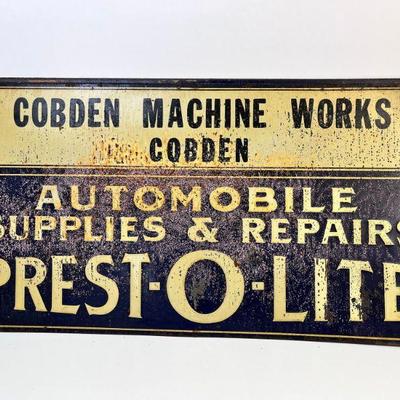 COBDEN MACHINE WORKS
COBDEN
AUTOMOBILE
SUPPLIES & REPAIRS
PREST-O-LITE